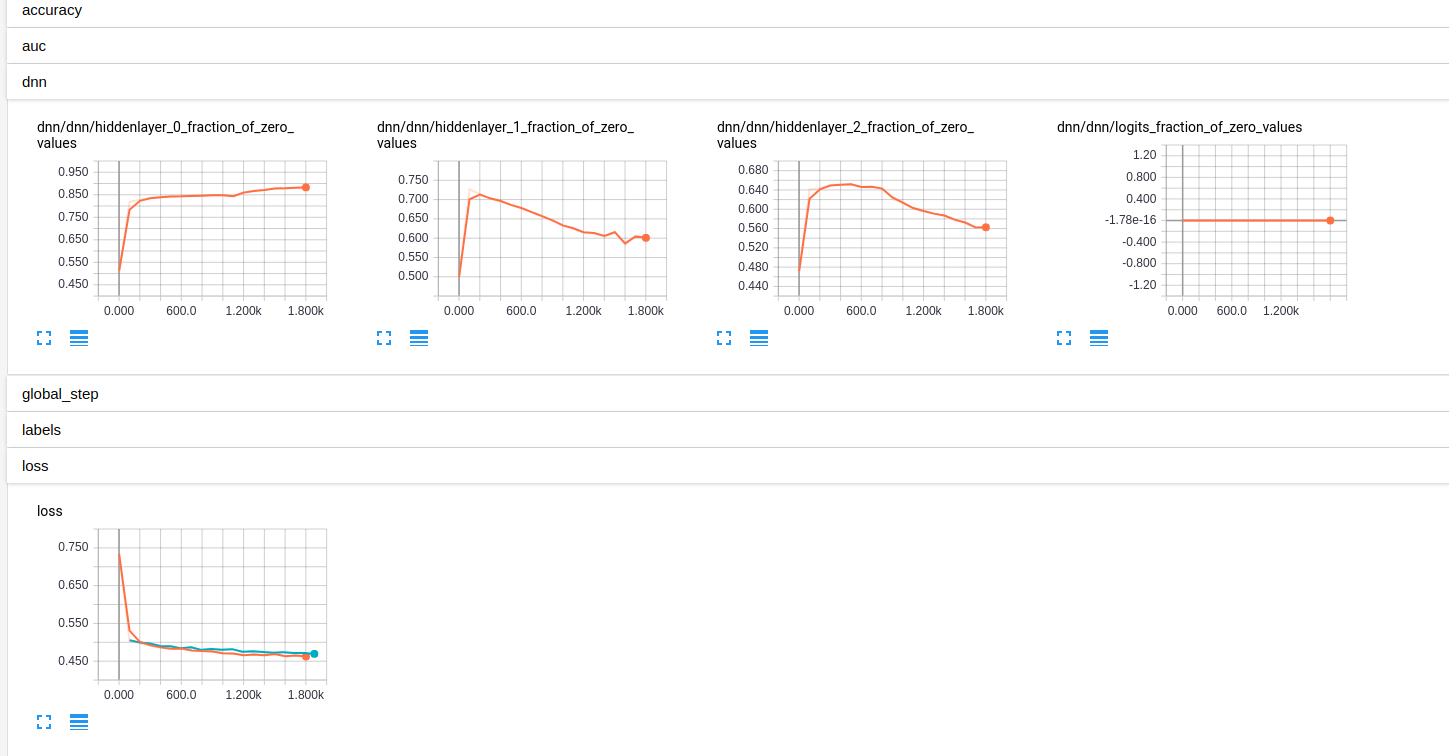 accuracy
auc
dnn
dnn/dnn/hiddenlayer_0_fraction_of_zero_
values
0.950
0.850
0.750
0.650
0.550
0.450
0.000 600.0 1.200k 1.800k
dnn/dnn/hiddenlayer_1_fraction_of_zero_
values
0.750
0.700
0.650
0.600
0.550
0.500
0.000 600.0 1.200k 1.800k
dnn/dnn/hiddenlayer_2_fraction_of_zero_
values
0.680
0.640
0.600
0.560
0.520
0.480
0.440
0.000 600.0 1.200k 1.800k
dnn/dnn/logits_fraction_of_zero_values
1.20
0.800
0.400
-1.78e-16
-0.400
-0.800
-1.20
0.000 600.0 1.200k
global_step
labels
loss
loss
0.750
0.650
0.550
0.450
0.000 600.0 1.200k 1.800k